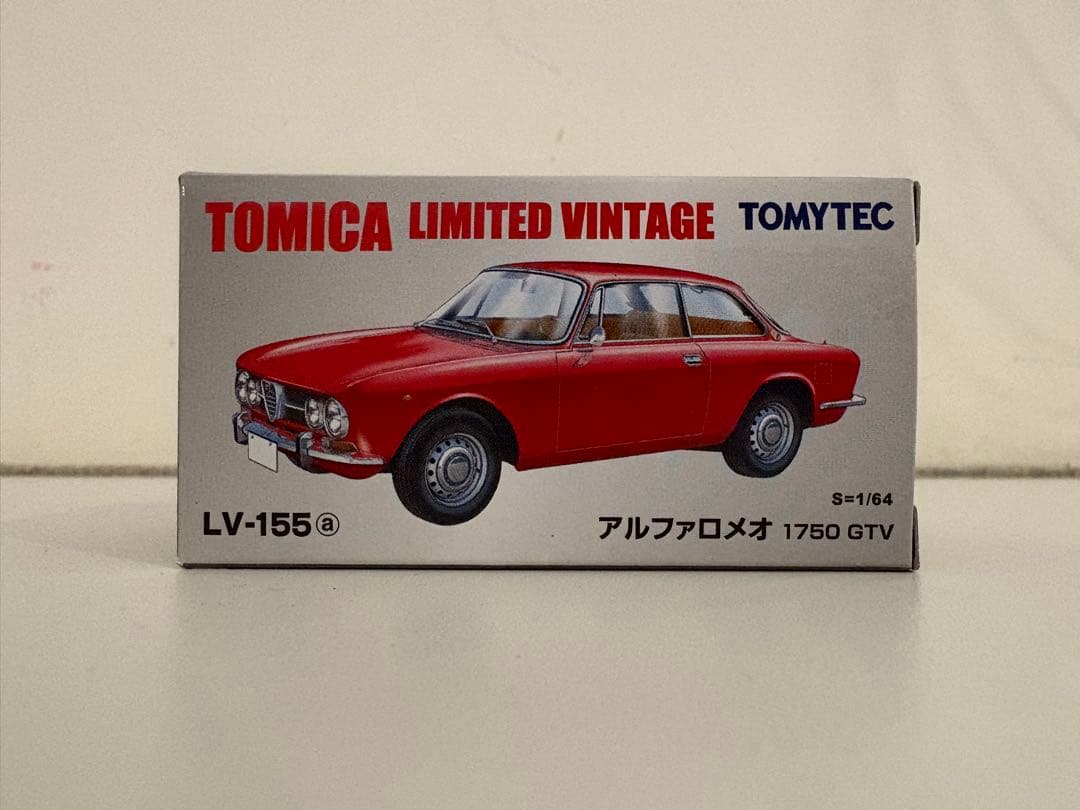 TOMICA LIMITED VINTAGE TOMYTEC
S=1/64
LV-155ⓐ アルファロメオ 1750 GTV